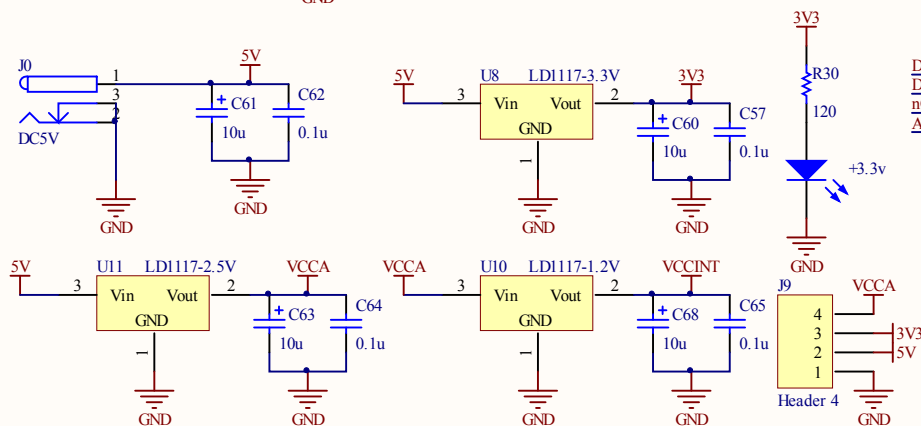 GND
J0
1
3
2
DC5V
5V
+
C61
10u
C62
0.1u
GND
GND
5V
3
U8
LD1117-3.3V
Vin
Vout
GND
2
1
3V3
+
C60
10u
C57
0.1u
GND
GND
3V3
R30
120
+3.3v
GND
5V
3
U11
LD1117-2.5V
Vin
Vout
GND
2
1
VCCA
+
C63
10u
C64
0.1u
GND
GND
VCCA
3
U10
LD1117-1.2V
Vin
Vout
GND
2
1
VCCINT
+
C68
10u
C65
0.1u
GND
GND
J9
4
3
2
1
Header 4
VCCA
3V3
5V
GND